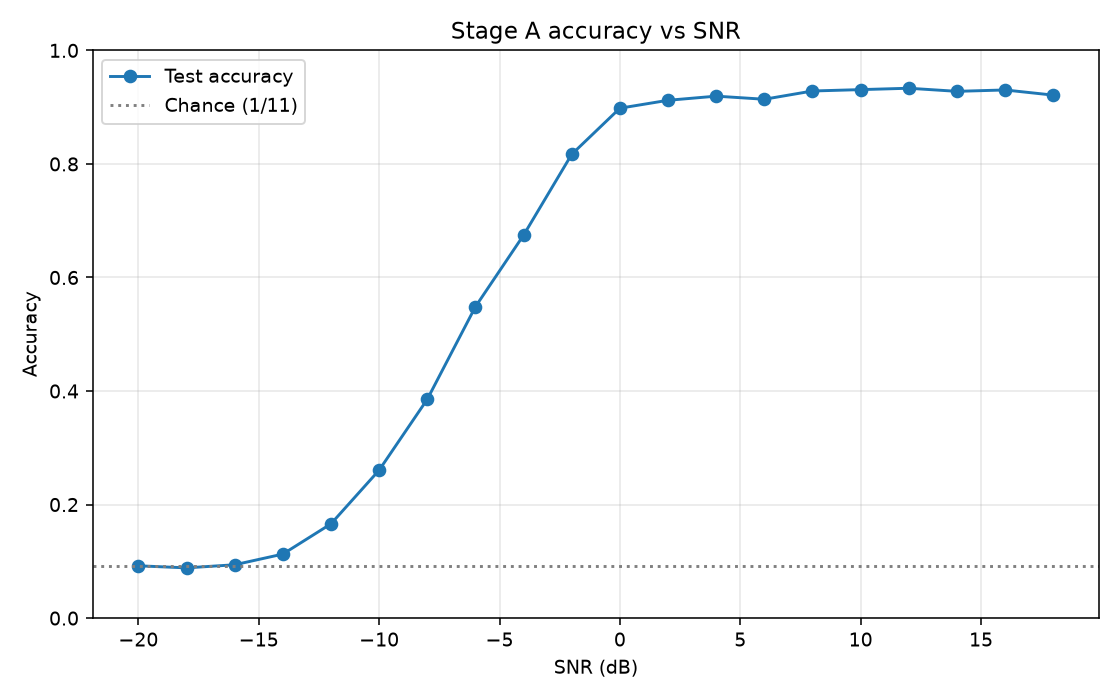 Stage A accuracy vs SNR
1.0
Test accuracy
Chance (1/11)
0.8
0.6
Accuracy
0.4
0.2
0.0
−20 −15 −10 −5 0 5 10 15
SNR (dB)